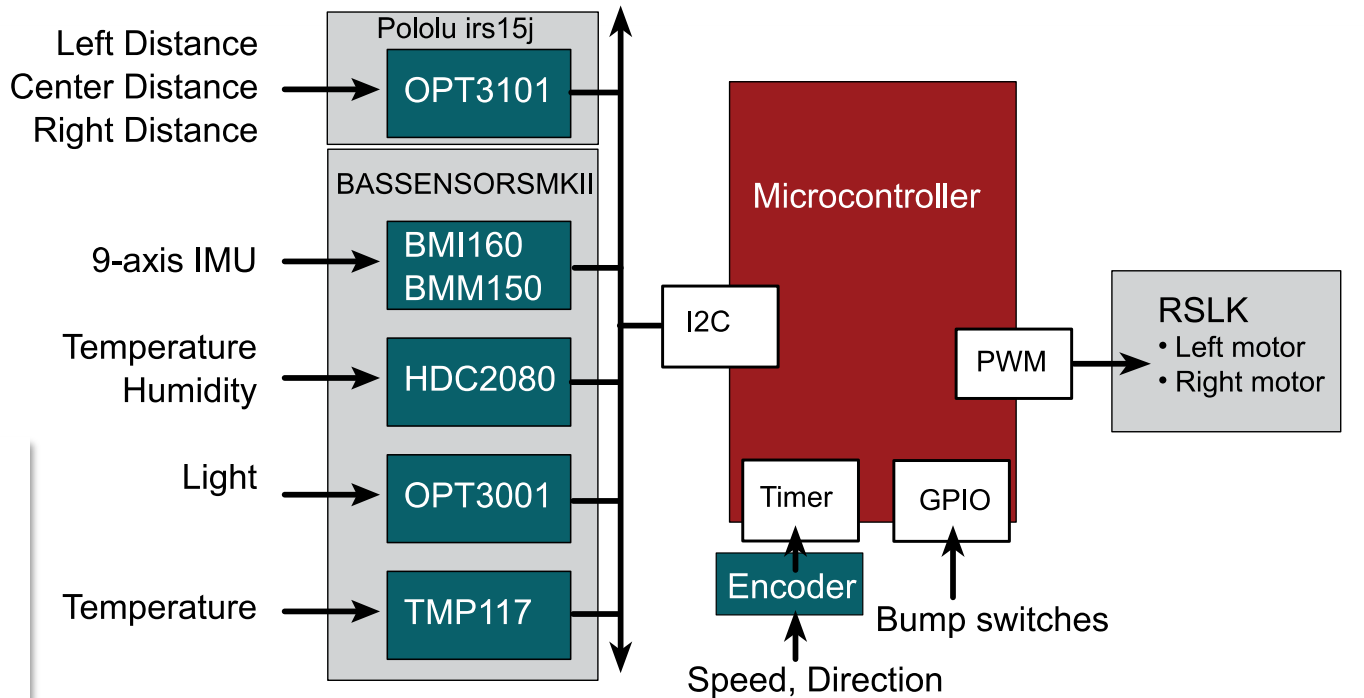 Pololu irs15j
Left Distance
Center Distance
Right Distance
OPT3101
BASSENSORSMKII
9-axis IMU
BMI160
BMM150
Temperature
Humidity
HDC2080
Light
OPT3001
Temperature
TMP117
Microcontroller
I2C
PWM
RSLK
• Left motor
• Right motor
Timer
GPIO
Encoder
Bump switches
Speed, Direction